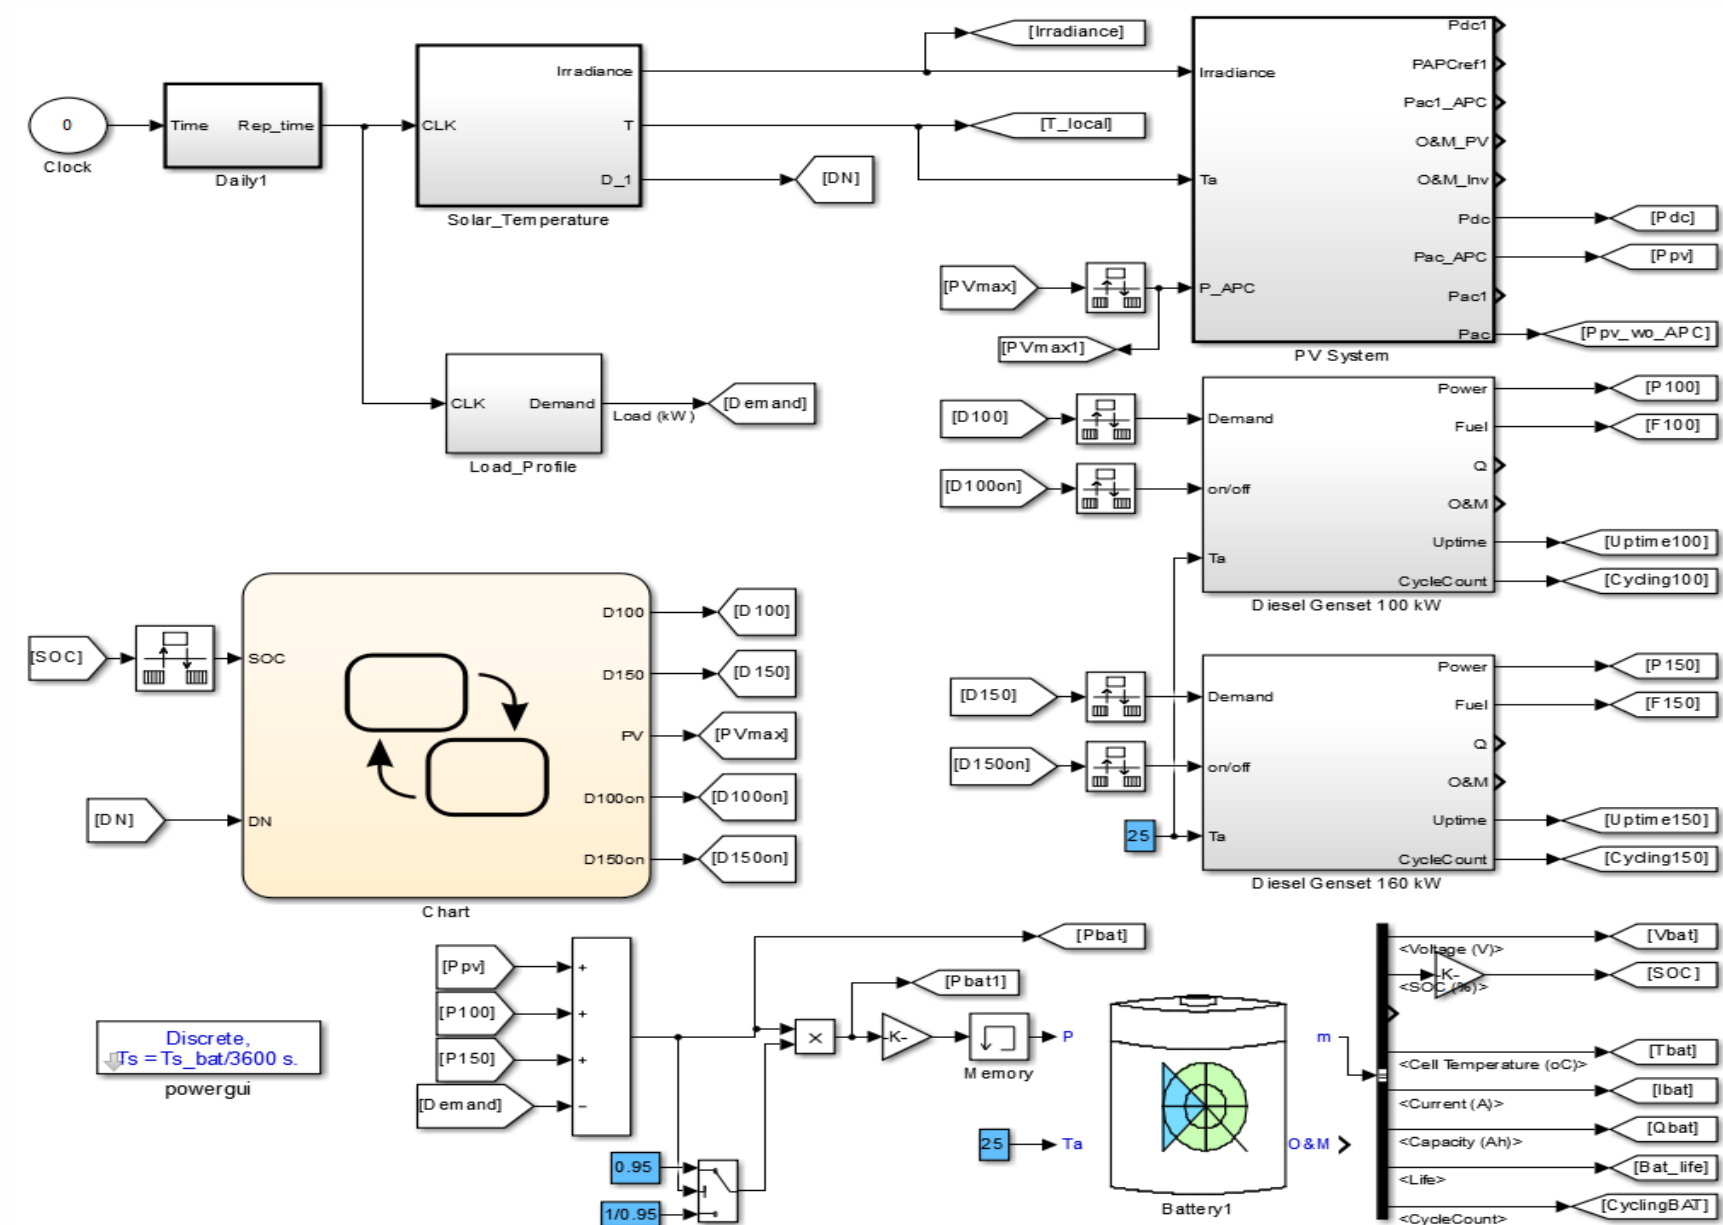 0
Clock
Time
Rep_time
Daily1
CLK
Irradiance
T
D_1
Solar_Temperature
[Irradiance]
[T_local]
[DN]
Irradiance
Ta
P_APC
Pdc1
PAPCref1
Pac1_APC
O&M_PV
O&M_Inv
Pdc
Pac_APC
Pac1
Pac
PV System
[Pdc]
[Ppv]
[Ppv_wo_APC]
[PVmax]
[PVmax1]
CLK
Demand
Load_Profile
Load (kW)
[Demand]
[D100]
[D100on]
Demand
on/off
Ta
Power
Fuel
Q
O&M
Uptime
CycleCount
Diesel Genset 100 kW
[P100]
[F100]
[Uptime100]
[Cycling100]
[SOC]
[DN]
SOC
DN
D100
D150
PV
D100on
D150on
Chart
[D100]
[D150]
[PVmax]
[D100on]
[D150on]
[D150]
[D150on]
25
Demand
on/off
Ta
Power
Fuel
Q
O&M
Uptime
CycleCount
Diesel Genset 160 kW
[P150]
[F150]
[Uptime150]
[Cycling150]
Discrete,
Ts = Ts_bat/3600 s.
powergui
[Ppv]
[P100]
[P150]
[Demand]
+
+
+
−
0.95
1/0.95
×
[Pbat]
[Pbat1]
-K-
Memory
P
25
Ta
m
O&M
Battery1
<Voltage (V)>
-K-
<SOC (%)>
<Cell Temperature (oC)>
<Current (A)>
<Capacity (Ah)>
<Life>
<CycleCount>
[Vbat]
[SOC]
[Tbat]
[Ibat]
[Qbat]
[Bat_life]
[CyclingBAT]